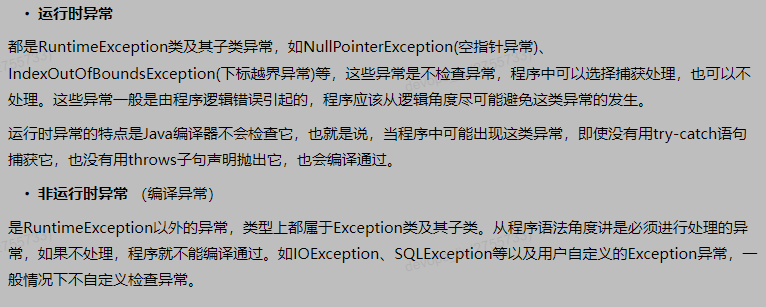 • 运行时异常
都是RuntimeException类及其子类异常，如NullPointerException(空指针异常)、
IndexOutOfBoundsException(下标越界异常)等，这些异常是不检查异常，程序中可以选择捕获处理，也可以不
处理。这些异常一般是由程序逻辑错误引起的，程序应该从逻辑角度尽可能避免这类异常的发生。
运行时异常的特点是Java编译器不会检查它，也就是说，当程序中可能出现这类异常，即使没有用try-catch语句
捕获它，也没有用throws子句声明抛出它，也会编译通过。
• 非运行时异常 （编译异常）
是RuntimeException以外的异常，类型上都属于Exception类及其子类。从程序语法角度讲是必须进行处理的异
常，如果不处理，程序就不能编译通过。如IOException、SQLException等以及用户自定义的Exception异常，一
般情况下不自定义检查异常。